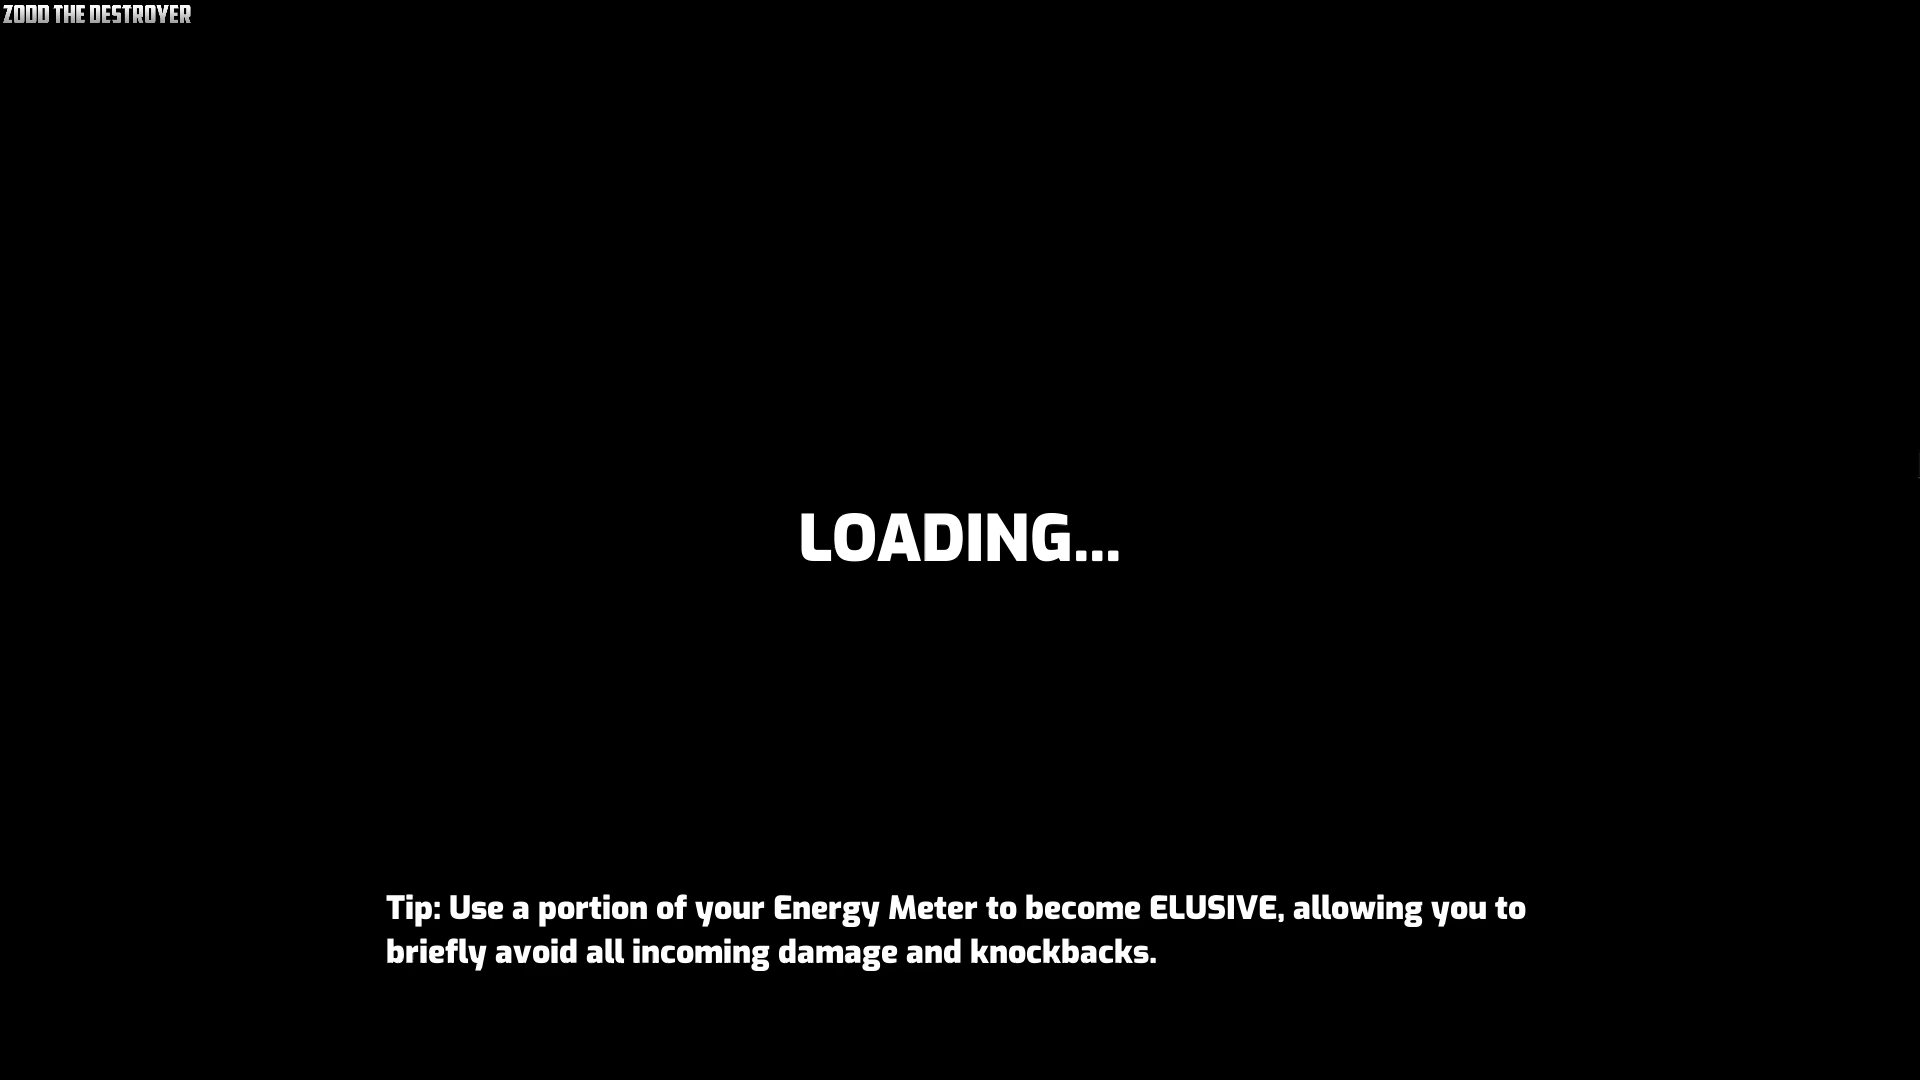 ZODD THE DESTROYER
LOADING...
Tip: Use a portion of your Energy Meter to become ELUSIVE, allowing you to
briefly avoid all incoming damage and knockbacks.